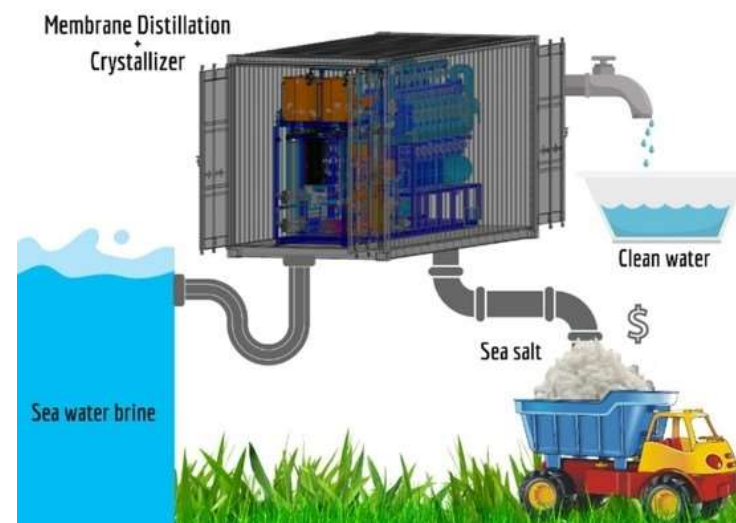 Membrane Distillation
+
Crystallizer
Clean water
$
Sea salt
Sea water brine